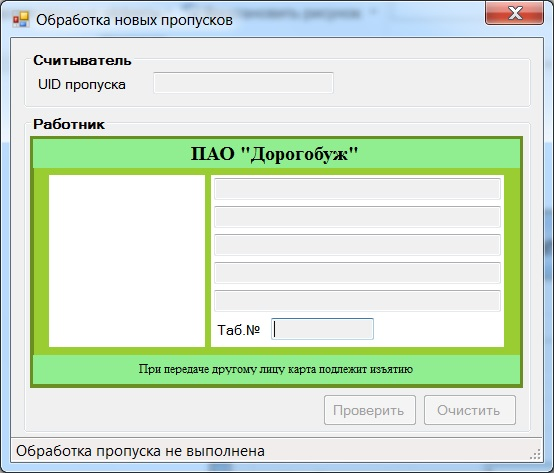 Обработка новых пропусков
Считыватель
UID пропуска
Работник
ПАО "Дорогобуж"
Таб.№
При передаче другому лицу карта подлежит изъятию
Проверить Очистить
Обработка пропуска не выполнена